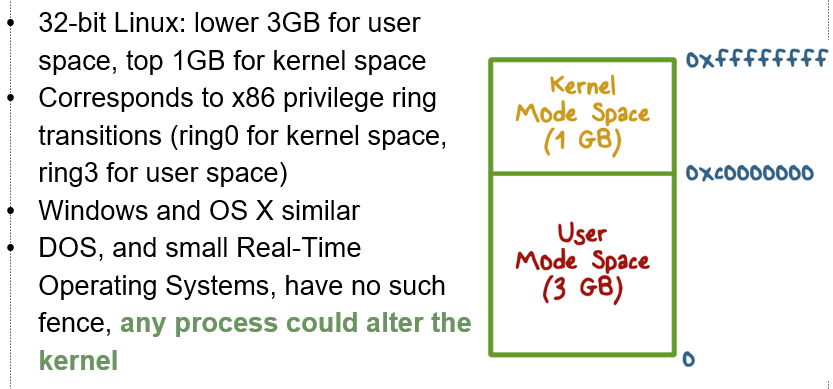 • 32-bit Linux: lower 3GB for user
space, top 1GB for kernel space
• Corresponds to x86 privilege ring
transitions (ring0 for kernel space,
ring3 for user space)
• Windows and OS X similar
• DOS, and small Real-Time
Operating Systems, have no such
fence, any process could alter the
kernel
0xffffffff
Kernel
Mode Space
(1 GB)
0xc0000000
User
Mode Space
(3 GB)
0